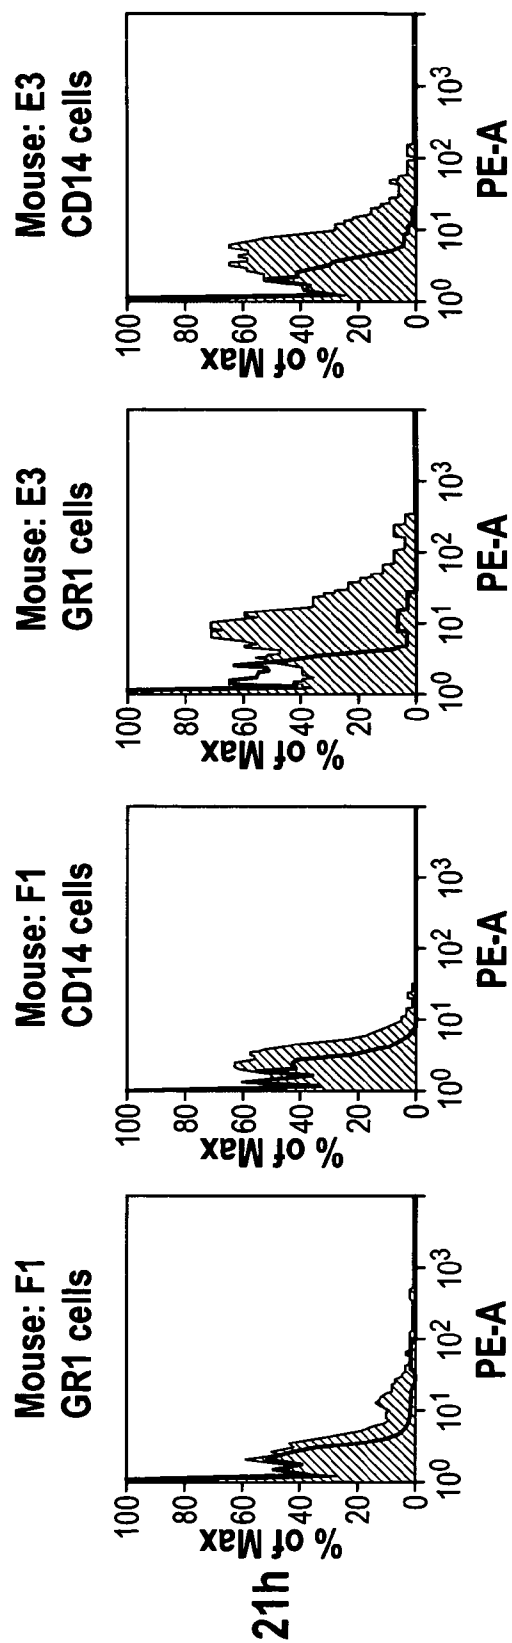 21h
Mouse: F1
GR1 cells
% of Max
100
80
60
40
20
0
10⁰ 10¹ 10² 10³
PE-A
Mouse: F1
CD14 cells
% of Max
100
80
60
40
20
0
10⁰ 10¹ 10² 10³
PE-A
Mouse: E3
GR1 cells
% of Max
100
80
60
40
20
0
10⁰ 10¹ 10² 10³
PE-A
Mouse: E3
CD14 cells
% of Max
100
80
60
40
20
0
10⁰ 10¹ 10² 10³
PE-A